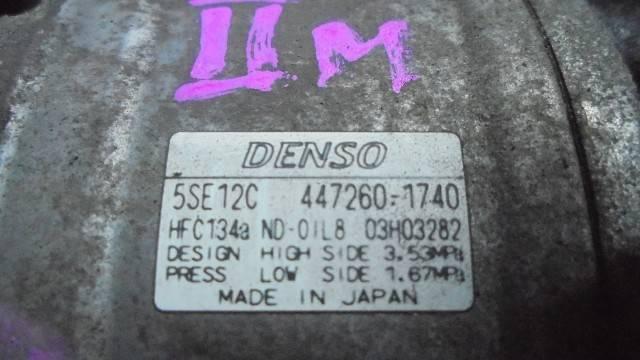 II M
DENSO
5SE12C 447260-1740
HFC134a ND-OIL8 03H03282
DESIGN HIGH SIDE 3.53MPa
PRESS LOW SIDE 1.67MPa
MADE IN JAPAN